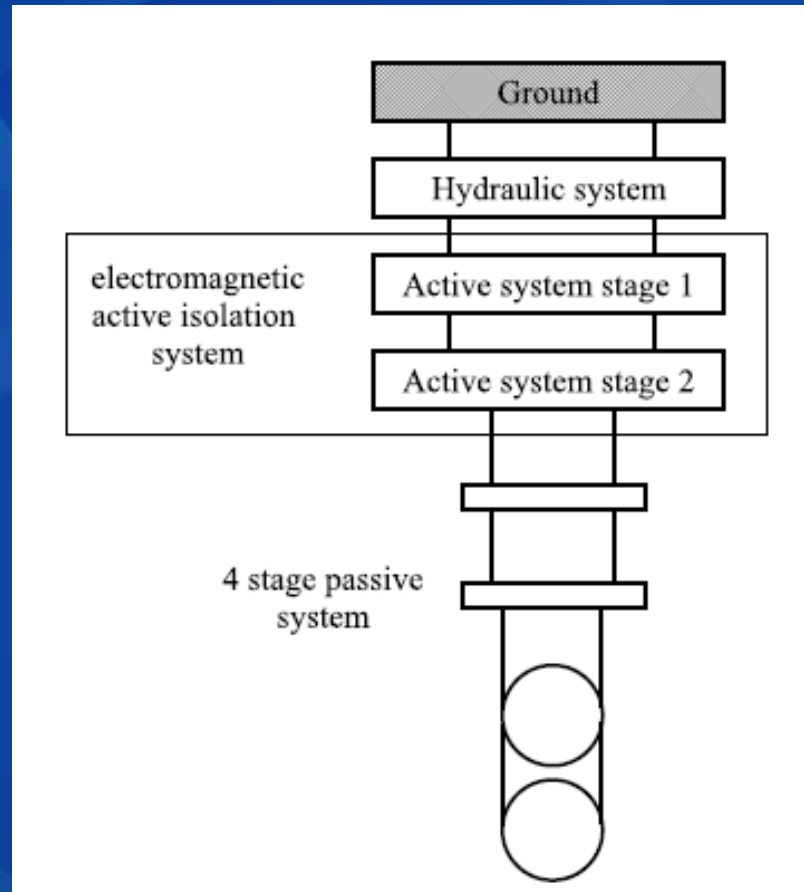 Ground
Hydraulic system
electromagnetic
active isolation
system
Active system stage 1
Active system stage 2
4 stage passive
system